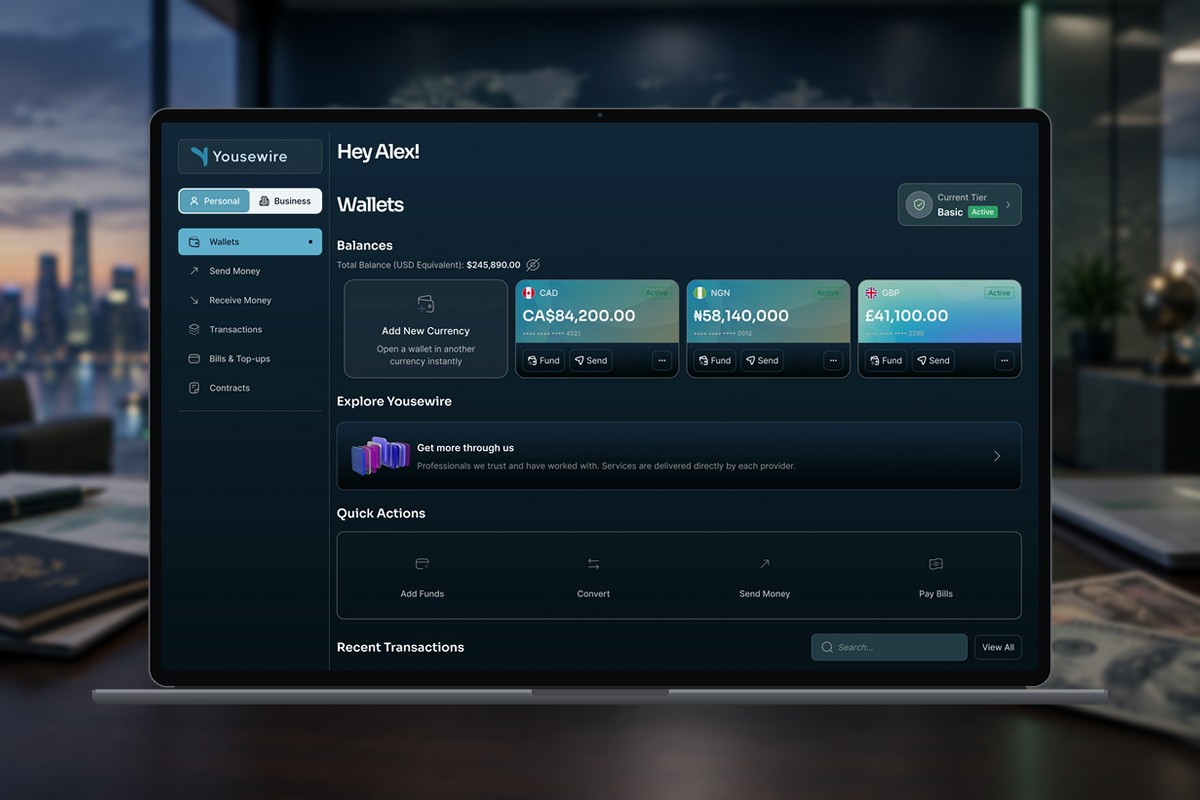 Yousewire
Personal
Business
Wallets
Send Money
Receive Money
Transactions
Bills & Top-ups
Contracts
Hey Alex!
Wallets
Current Tier
Basic Active
Balances
Total Balance (USD Equivalent): $245,890.00
Add New Currency
Open a wallet in another
currency instantly
CAD Active
CA$84,200.00
•••• •••• •••• 4521
Fund Send
NGN Active
₦58,140,000
•••• •••• •••• 0012
Fund Send
GBP Active
£41,100.00
•••• •••• •••• 2290
Fund Send
Explore Yousewire
Get more through us
Professionals we trust and have worked with. Services are delivered directly by each provider.
Quick Actions
Add Funds
Convert
Send Money
Pay Bills
Recent Transactions
Search...
View All